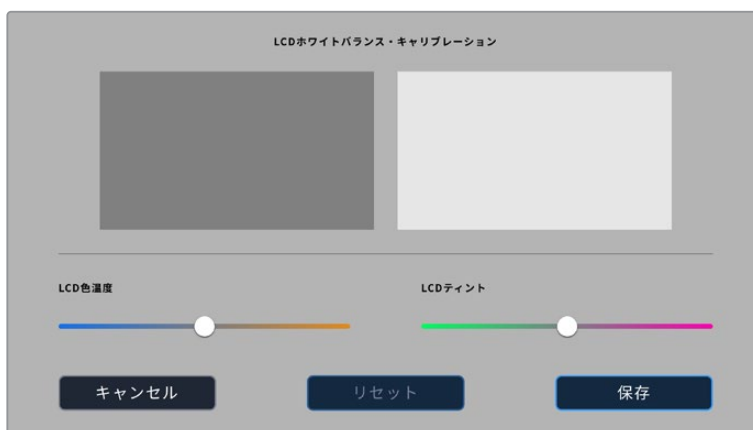 LCDホワイトバランス・キャリブレーション
LCD色温度
LCDティント
キャンセル
リセット
保存